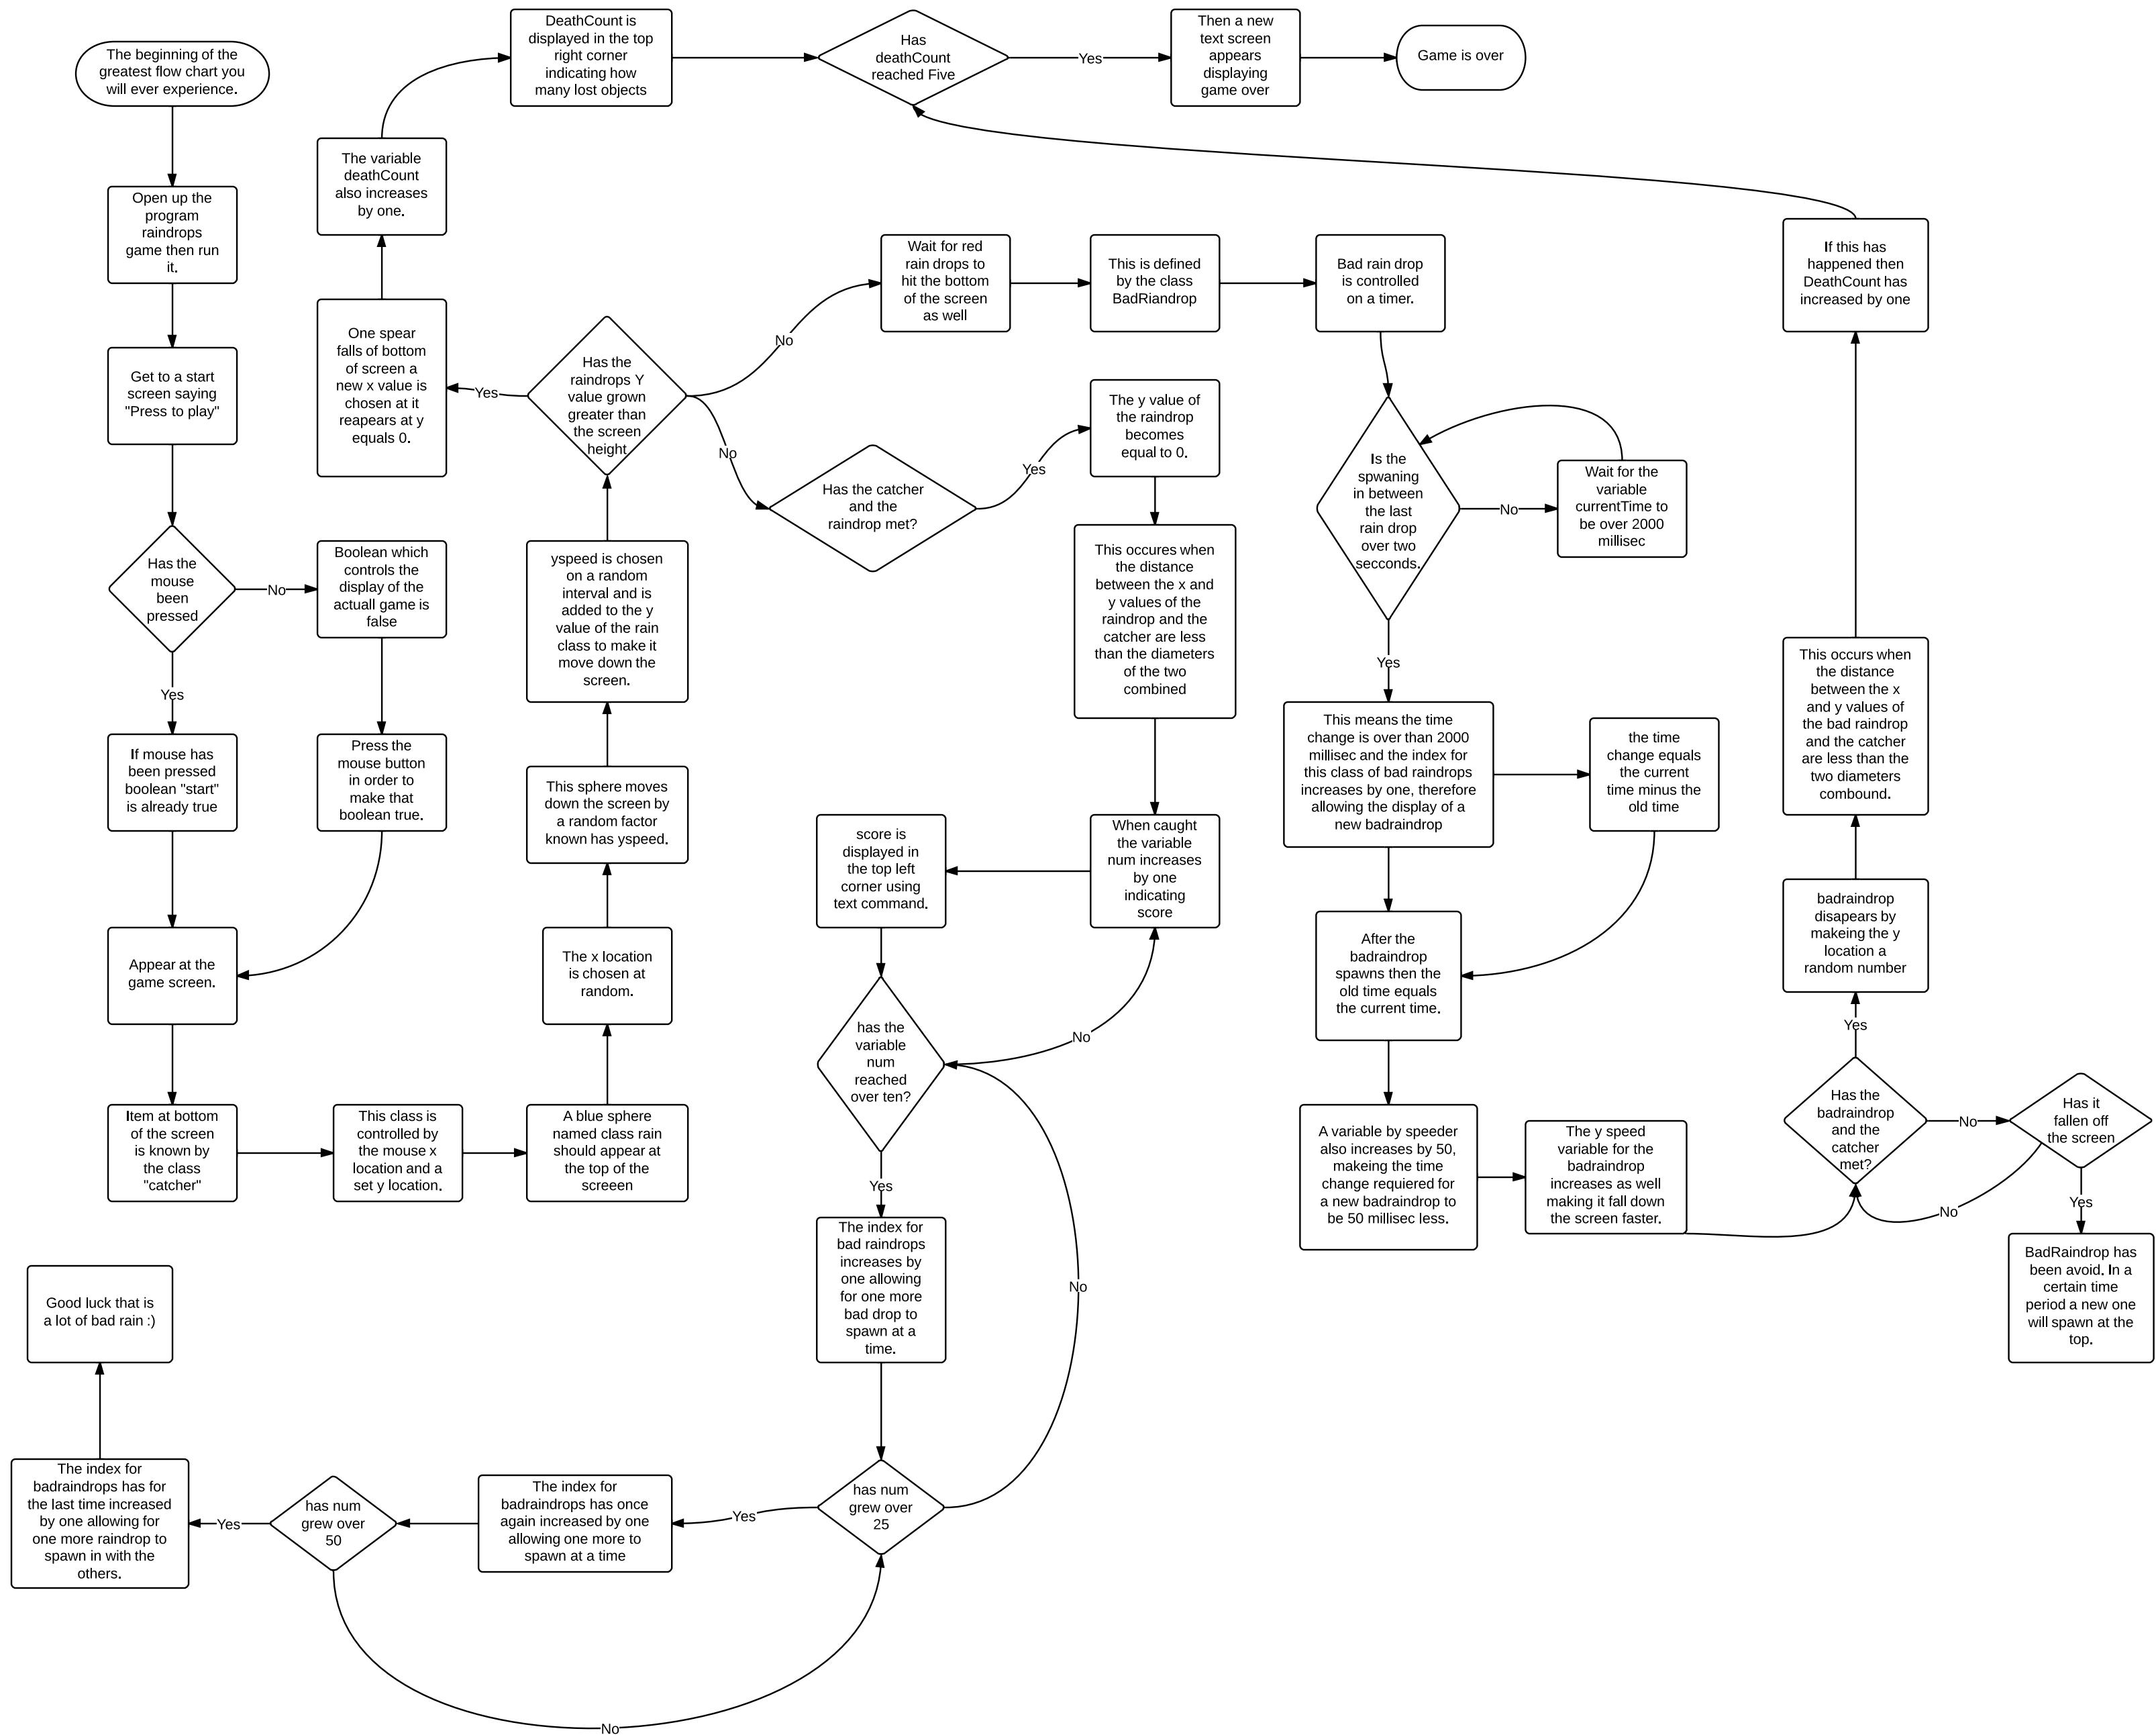 The beginning of the
greatest flow chart you
will ever experience.
Open up the
program
raindrops
game then run
it.
Get to a start
screen saying
"Press to play"
Has the
mouse
been
pressed
No
Boolean which
controls the
display of the
actuall game is
false
Press the
mouse button
in order to
make that
boolean true.
Yes
If mouse has
been pressed
boolean "start"
is already true
Appear at the
game screen.
Item at bottom
of the screen
is known by
the class
"catcher"
This class is
controlled by
the mouse x
location and a
set y location.
A blue sphere
named class rain
should appear at
the top of the
screeen
The x location
is chosen at
random.
This sphere moves
down the screen by
a random factor
known has yspeed.
yspeed is chosen
on a random
interval and is
added to the y
value of the rain
class to make it
move down the
screen.
Has the
raindrops Y
value grown
greater than
the screen
height
Yes
One spear
falls of bottom
of screen a
new x value is
chosen at it
reapears at y
equals 0.
The variable
deathCount
also increases
by one.
DeathCount is
displayed in the top
right corner
indicating how
many lost objects
Has
deathCount
reached Five
Yes
Then a new
text screen
appears
displaying
game over
Game is over
No
Wait for red
rain drops to
hit the bottom
of the screen
as well
This is defined
by the class
BadRiandrop
Bad rain drop
is controlled
on a timer.
No
Has the catcher
and the
raindrop met?
Yes
The y value of
the raindrop
becomes
equal to 0.
This occures when
the distance
between the x and
y values of the
raindrop and the
catcher are less
than the diameters
of the two
combined
When caught
the variable
num increases
by one
indicating
score
score is
displayed in
the top left
corner using
text command.
has the
variable
num
reached
over ten?
No
Yes
The index for
bad raindrops
increases by
one allowing
for one more
bad drop to
spawn at a
time.
has num
grew over
25
No
Yes
The index for
badraindrops has once
again increased by one
allowing one more to
spawn at a time
has num
grew over
50
No
Yes
The index for
badraindrops has for
the last time increased
by one allowing for
one more raindrop to
spawn in with the
others.
Good luck that is
a lot of bad rain :)
Is the
spwaning
in between
the last
rain drop
over two
secconds.
No
Wait for the
variable
currentTime to
be over 2000
millisec
Yes
This means the time
change is over than 2000
millisec and the index for
this class of bad raindrops
increases by one, therefore
allowing the display of a
new badraindrop
the time
change equals
the current
time minus the
old time
After the
badraindrop
spawns then the
old time equals
the current time.
A variable by speeder
also increases by 50,
makeing the time
change requiered for
a new badraindrop to
be 50 millisec less.
The y speed
variable for the
badraindrop
increases as well
making it fall down
the screen faster.
Has the
badraindrop
and the
catcher
met?
No
Has it
fallen off
the screen
No
Yes
BadRaindrop has
been avoid. In a
certain time
period a new one
will spawn at the
top.
Yes
badraindrop
disapears by
makeing the y
location a
random number
This occurs when
the distance
between the x
and y values of
the bad raindrop
and the catcher
are less than the
two diameters
combound.
If this has
happened then
DeathCount has
increased by one